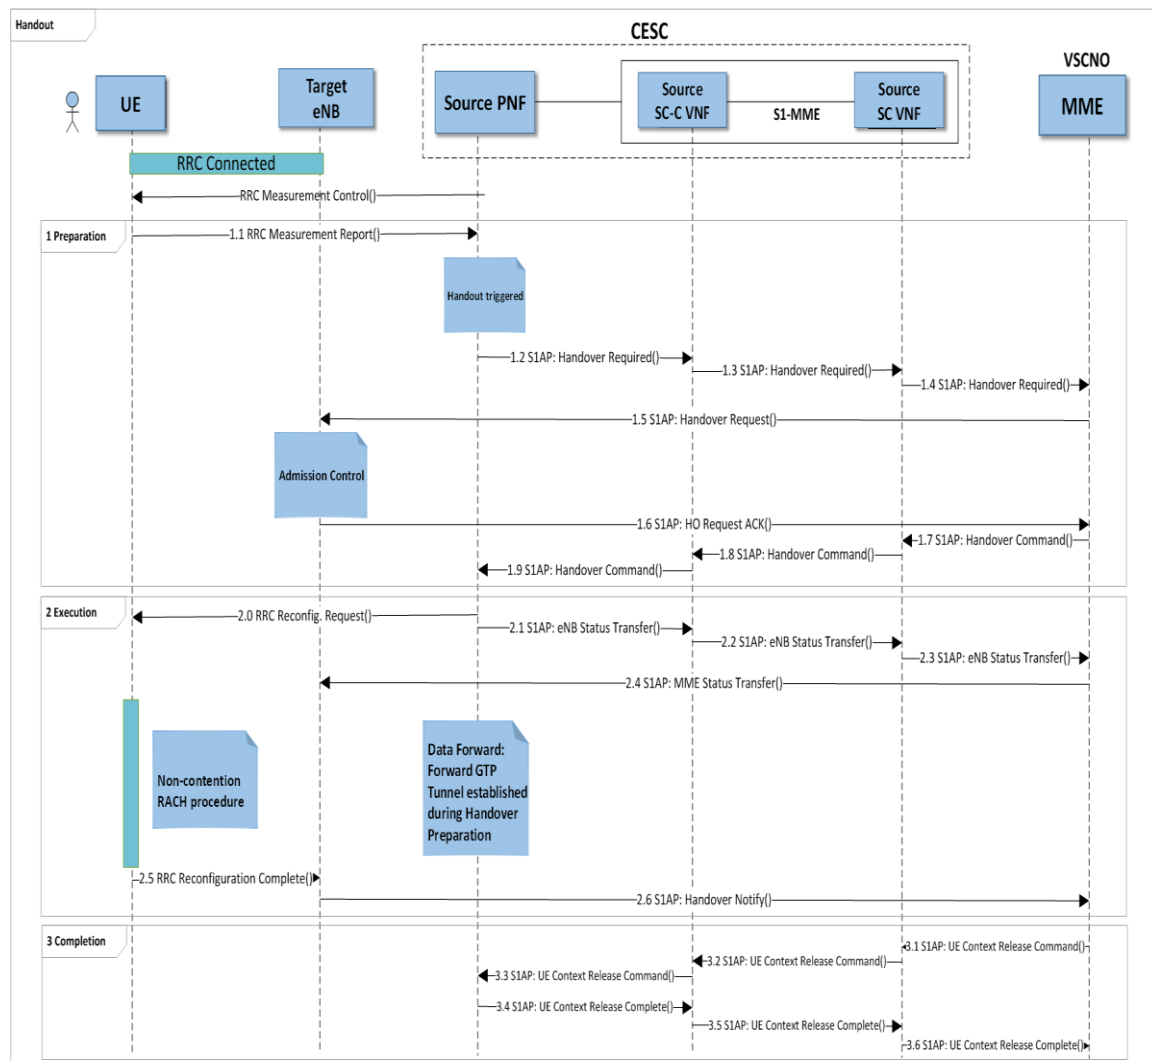 Handout
CESC
VSCNO
UE
Target
eNB
Source PNF
Source
SC-C VNF
S1-MME
Source
SC VNF
MME
RRC Connected
RRC Measurement Control()
1 Preparation
1.1 RRC Measurement Report()
Handout triggered
1.2 S1AP: Handover Required()
1.3 S1AP: Handover Required()
1.4 S1AP: Handover Required()
1.5 S1AP: Handover Request()
Admission Control
1.6 S1AP: HO Request ACK()
1.7 S1AP: Handover Command()
1.8 S1AP: Handover Command()
1.9 S1AP: Handover Command()
2 Execution
2.0 RRC Reconfig. Request()
2.1 S1AP: eNB Status Transfer()
2.2 S1AP: eNB Status Transfer()
2.3 S1AP: eNB Status Transfer()
2.4 S1AP: MME Status Transfer()
Non-contention
RACH procedure
Data Forward:
Forward GTP
Tunnel established
during Handover
Preparation
2.5 RRC Reconfiguration Complete()
2.6 S1AP: Handover Notify()
3 Completion
3.1 S1AP: UE Context Release Command()
3.2 S1AP: UE Context Release Command()
3.3 S1AP: UE Context Release Command()
3.4 S1AP: UE Context Release Complete()
3.5 S1AP: UE Context Release Complete()
3.6 S1AP: UE Context Release Complete()